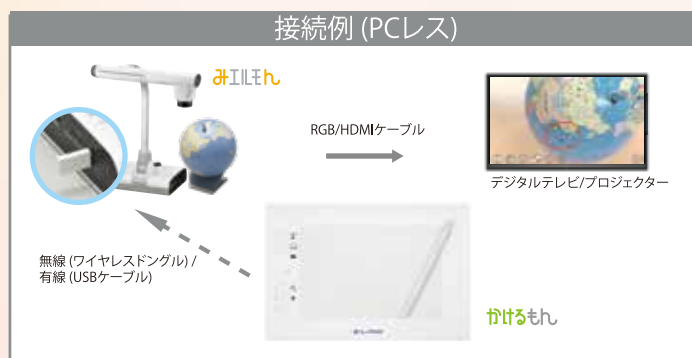 接続例 (PCレス)
みエルモん
RGB/HDMIケーブル
デジタルテレビ/プロジェクター
無線 (ワイヤレスドングル) /
有線 (USBケーブル)
かけるもん